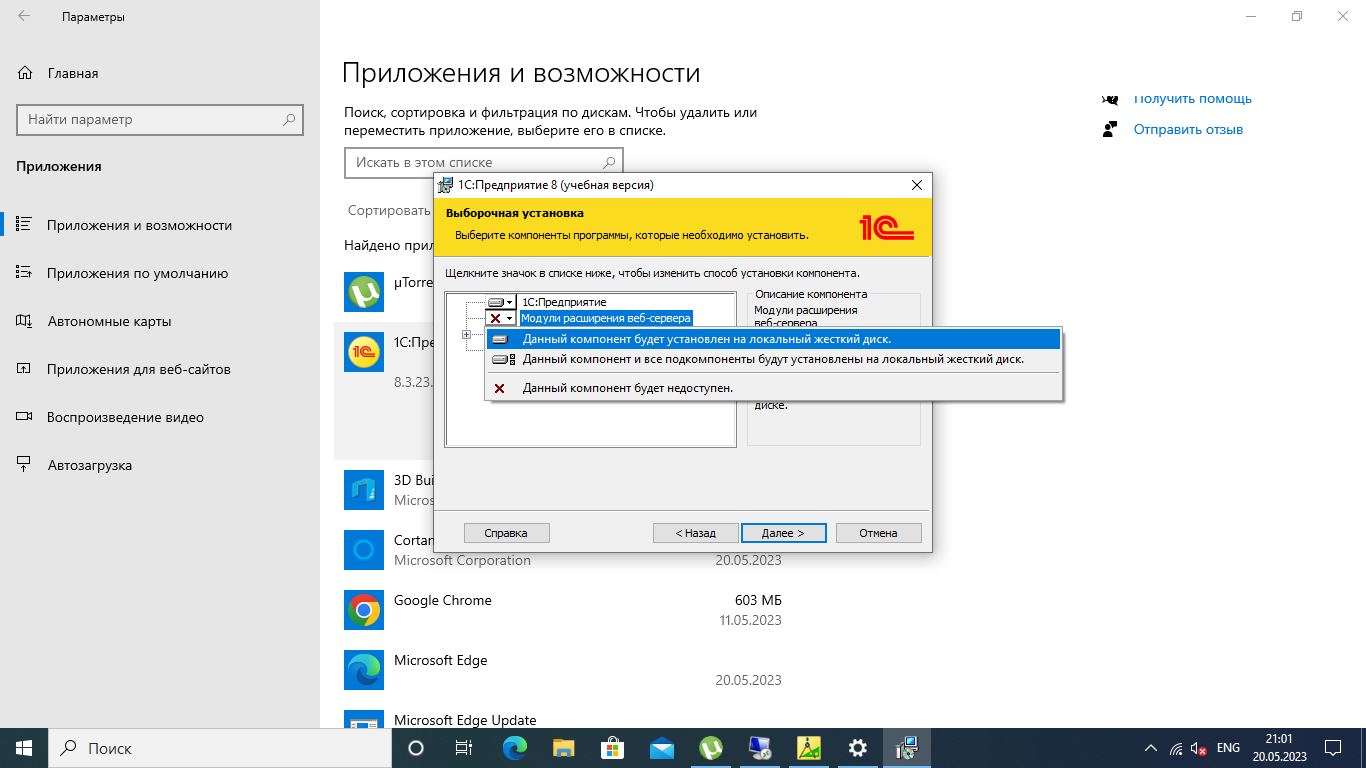 Параметры
Главная
Найти параметр
Приложения
Приложения и возможности
Приложения по умолчанию
Автономные карты
Приложения для веб-сайтов
Воспроизведение видео
Автозагрузка
Приложения и возможности
Поиск, сортировка и фильтрация по дискам. Чтобы удалить или
переместить приложение, выберите его в списке.
Искать в этом списке
Сортировать
Найдено
µTorre
1С:Пре
8.3.23.
3D Bui
Micros
Cortan
Microsoft Corporation
20.05.2023
Google Chrome
603 МБ
11.05.2023
Microsoft Edge
20.05.2023
Microsoft Edge Update
Получить помощь
Отправить отзыв
1С:Предприятие 8 (учебная версия)
Выборочная установка
Выберите компоненты программы, которые необходимо установить.
1С
Щелкните значок в списке ниже, чтобы изменить способ установки компонента.
1С:Предприятие
Модули расширения веб-сервера
Описание компонента
Модули расширения
веб-сервера
Данный компонент будет установлен на локальный жесткий диск.
Данный компонент и все подкомпоненты будут установлены на локальный жесткий диск.
Данный компонент будет недоступен.
диске.
Справка
< Назад
Далее >
Отмена
Поиск
ENG
21:01
20.05.2023